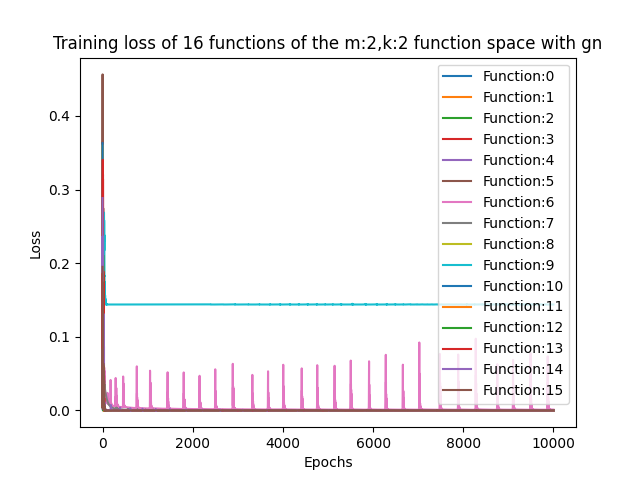 Training loss of 16 functions of the m:2,k:2 function space with gn
Loss
0.4
0.3
0.2
0.1
0.0
Function:0
Function:1
Function:2
Function:3
Function:4
Function:5
Function:6
Function:7
Function:8
Function:9
Function:10
Function:11
Function:12
Function:13
Function:14
Function:15
0 2000 4000 6000 8000 10000
Epochs